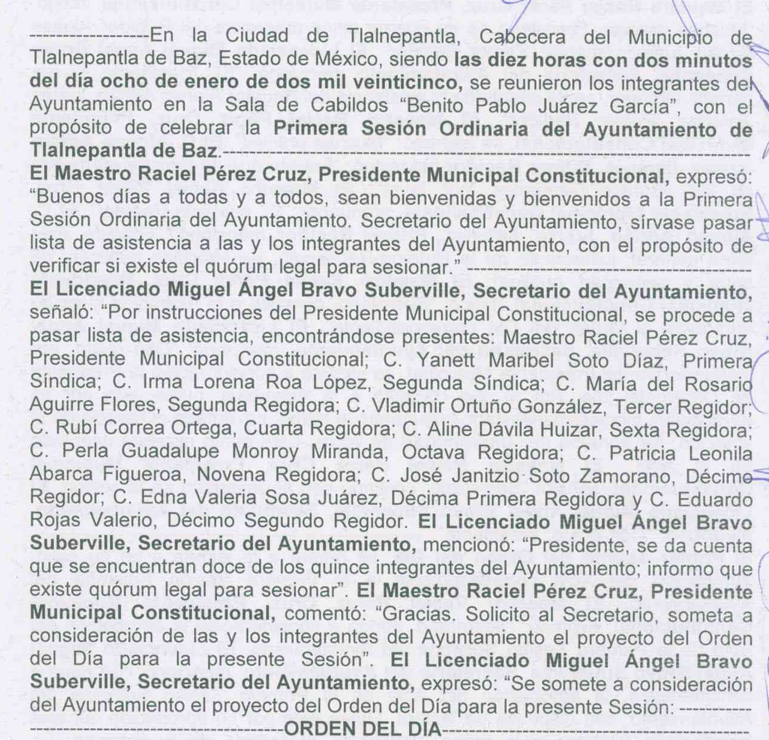 ----------------En la Ciudad de Tlalnepantla, Cabecera del Municipio de
Tlalnepantla de Baz, Estado de México, siendo las diez horas con dos minutos
del día ocho de enero de dos mil veinticinco, se reunieron los integrantes del
Ayuntamiento en la Sala de Cabildos “Benito Pablo Juárez García”, con el
propósito de celebrar la Primera Sesión Ordinaria del Ayuntamiento de
Tlalnepantla de Baz.----------------------------------------------------------------------
El Maestro Raciel Pérez Cruz, Presidente Municipal Constitucional, expresó:
“Buenos días a todas y a todos, sean bienvenidas y bienvenidos a la Primera
Sesión Ordinaria del Ayuntamiento. Secretario del Ayuntamiento, sírvase pasar
lista de asistencia a las y los integrantes del Ayuntamiento, con el propósito de
verificar si existe el quórum legal para sesionar.” --------------------------------------
El Licenciado Miguel Ángel Bravo Suberville, Secretario del Ayuntamiento,
señaló: “Por instrucciones del Presidente Municipal Constitucional, se procede a
pasar lista de asistencia, encontrándose presentes: Maestro Raciel Pérez Cruz,
Presidente Municipal Constitucional; C. Yanett Maribel Soto Díaz, Primera
Síndica; C. Irma Lorena Roa López, Segunda Síndica; C. María del Rosario
Aguirre Flores, Segunda Regidora; C. Vladimir Ortuño González, Tercer Regidor;
C. Rubí Correa Ortega, Cuarta Regidora; C. Aline Dávila Huizar, Sexta Regidora;
C. Perla Guadalupe Monroy Miranda, Octava Regidora; C. Patricia Leonila
Abarca Figueroa, Novena Regidora; C. José Janitzio Soto Zamorano, Décimo
Regidor; C. Edna Valeria Sosa Juárez, Décima Primera Regidora y C. Eduardo
Rojas Valerio, Décimo Segundo Regidor. El Licenciado Miguel Ángel Bravo
Suberville, Secretario del Ayuntamiento, mencionó: “Presidente, se da cuenta
que se encuentran doce de los quince integrantes del Ayuntamiento; informo que
existe quórum legal para sesionar”. El Maestro Raciel Pérez Cruz, Presidente
Municipal Constitucional, comentó: “Gracias. Solicito al Secretario, someta a
consideración de las y los integrantes del Ayuntamiento el proyecto del Orden
del Día para la presente Sesión”. El Licenciado Miguel Ángel Bravo
Suberville, Secretario del Ayuntamiento, expresó: “Se somete a consideración
del Ayuntamiento el proyecto del Orden del Día para la presente Sesión: ----------
----------------------------------ORDEN DEL DÍA-----------------------------------------